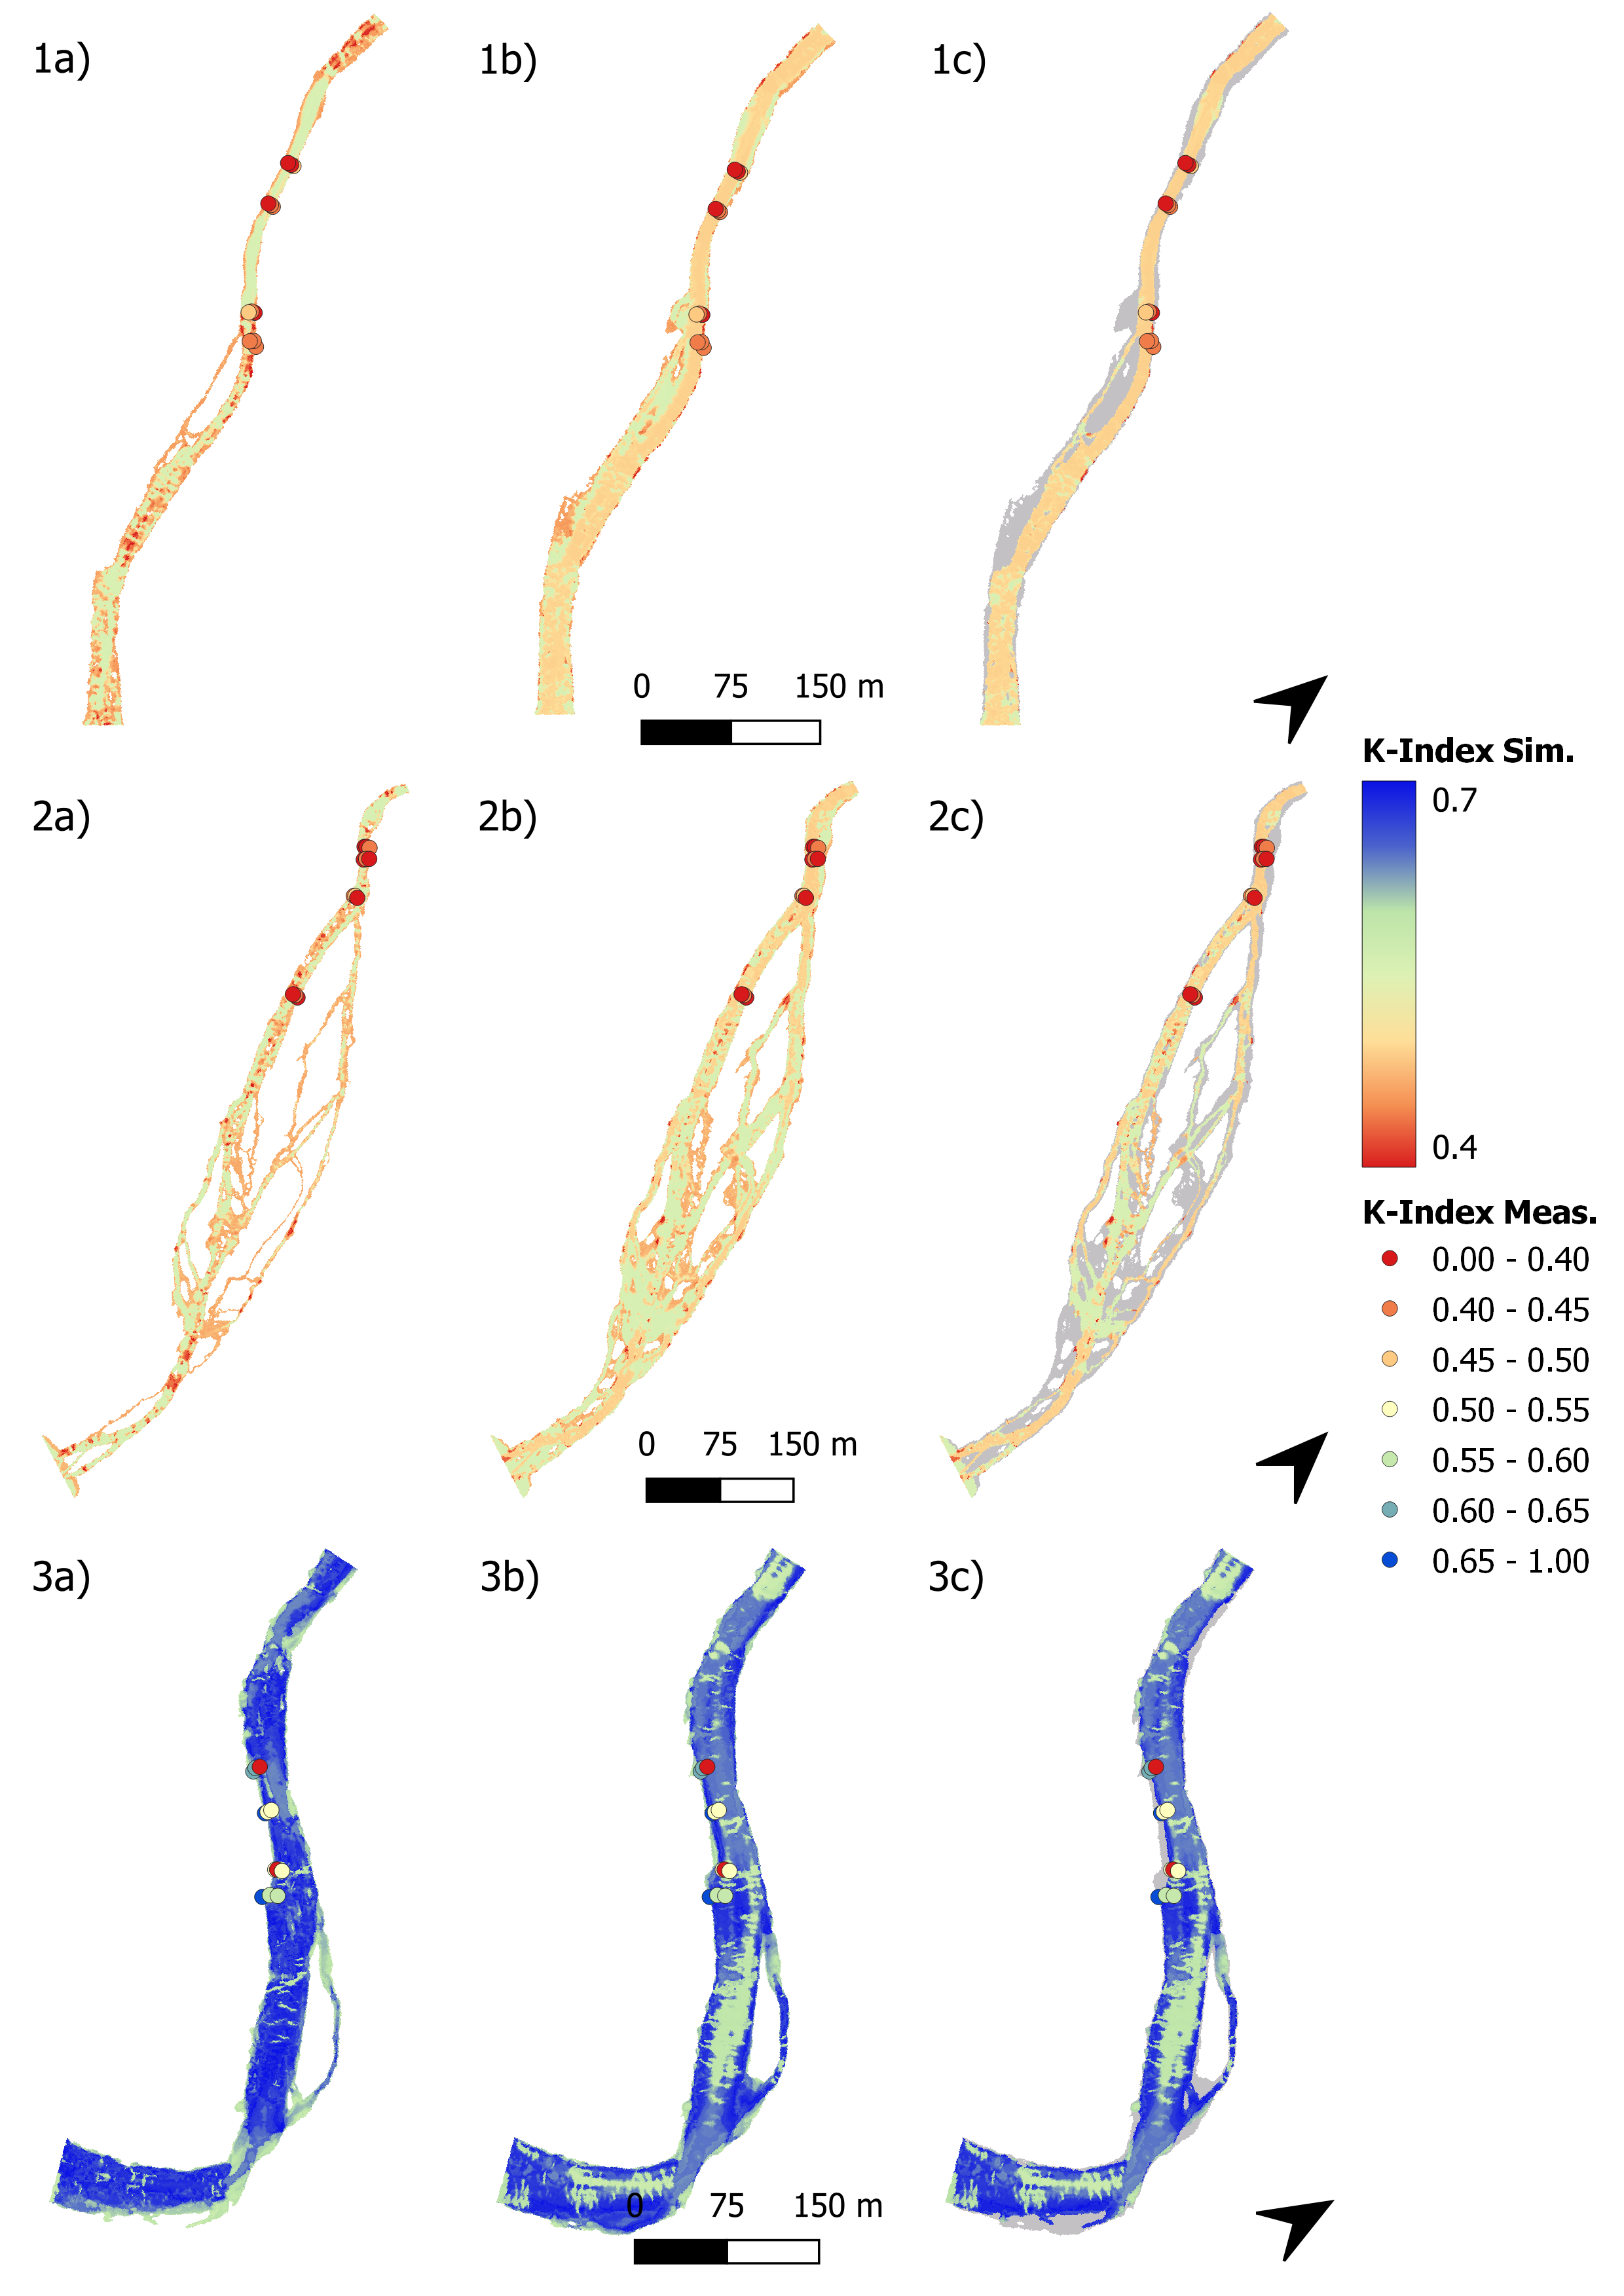 1a)
1b)
1c)
0 75 150 m
K-Index Sim.
0.7
2a)
2b)
2c)
0.4
K-Index Meas.
0.00 - 0.40
0.40 - 0.45
0.45 - 0.50
0 75 150 m
0.50 - 0.55
0.55 - 0.60
0.60 - 0.65
0.65 - 1.00
3a)
3b)
3c)
0 75 150 m